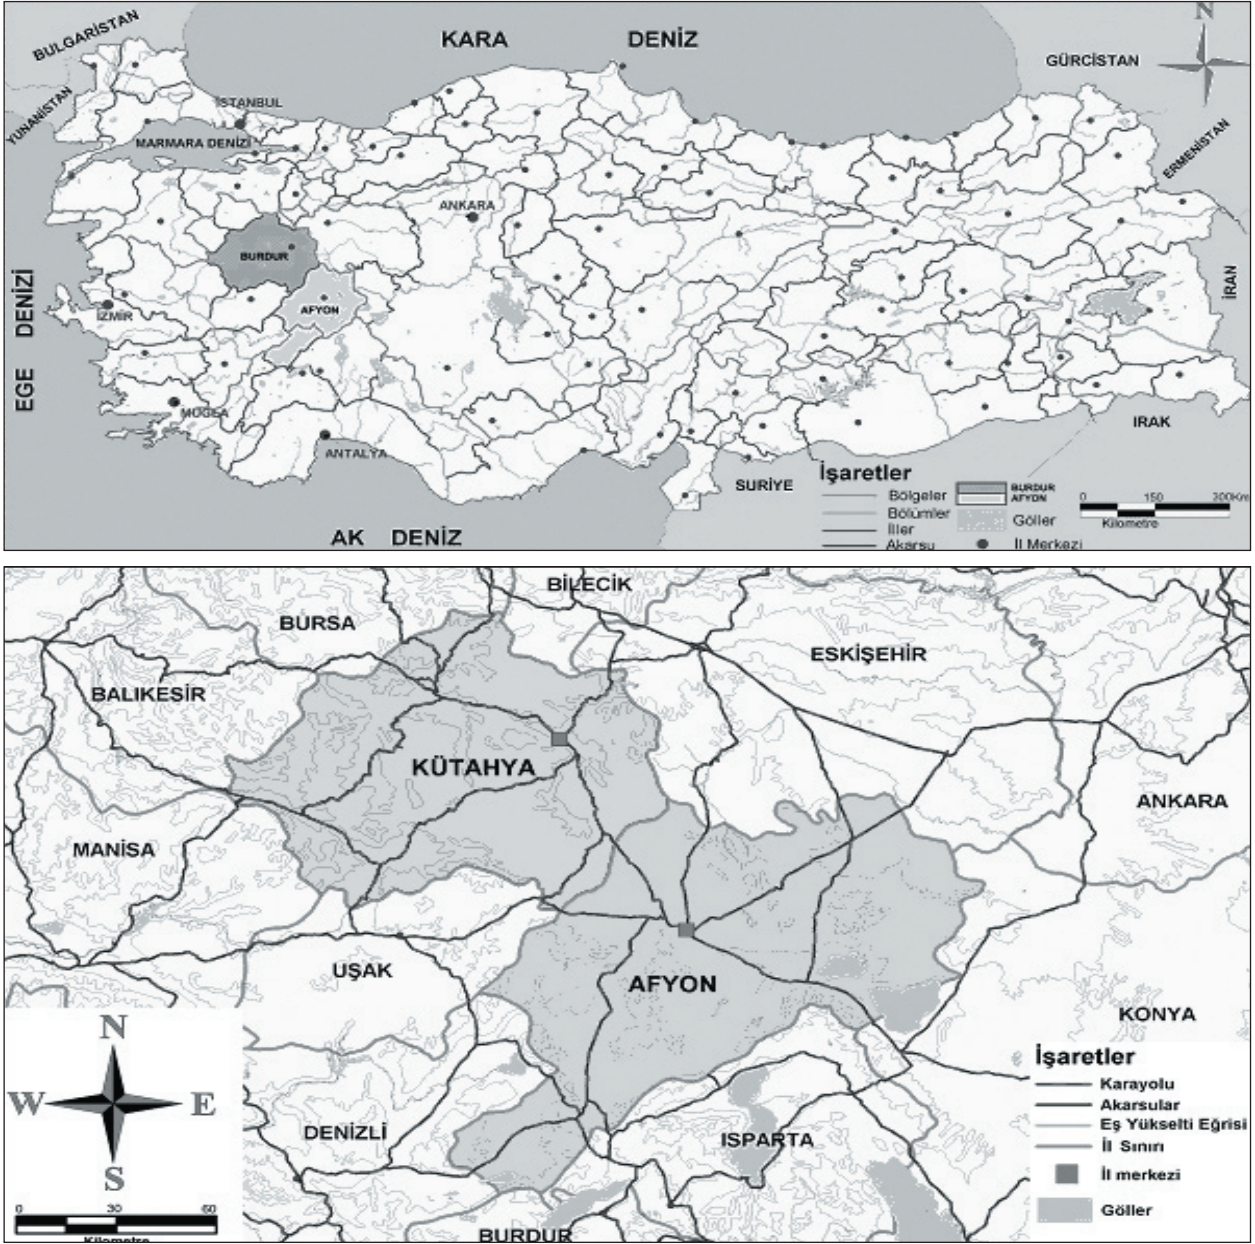 BULGARİSTAN
KARA DENİZ
N
GÜRCİSTAN
YUNANİSTAN
İSTANBUL
MARMARA DENİZİ
ERMENİSTAN
ANKARA
BURDUR
EGE DENİZİ
İZMİR
AFYON
İRAN
MUĞLA
ANTALYA
IRAK
SURİYE
AK DENİZ
İşaretler
Bölgeler
Bölümler
İller
Akarsu
BURDUR
AFYON
Göller
İl Merkezi
0 150 300Km
Kilometre
BİLECİK
BURSA
ESKİŞEHİR
BALIKESİR
KÜTAHYA
ANKARA
MANİSA
UŞAK
AFYON
KONYA
N
W E
S
DENİZLİ
ISPARTA
BURDUR
0 30 60
Kilometre
İşaretler
Karayolu
Akarsular
Eş Yükselti Eğrisi
İl Sınırı
İl merkezi
Göller